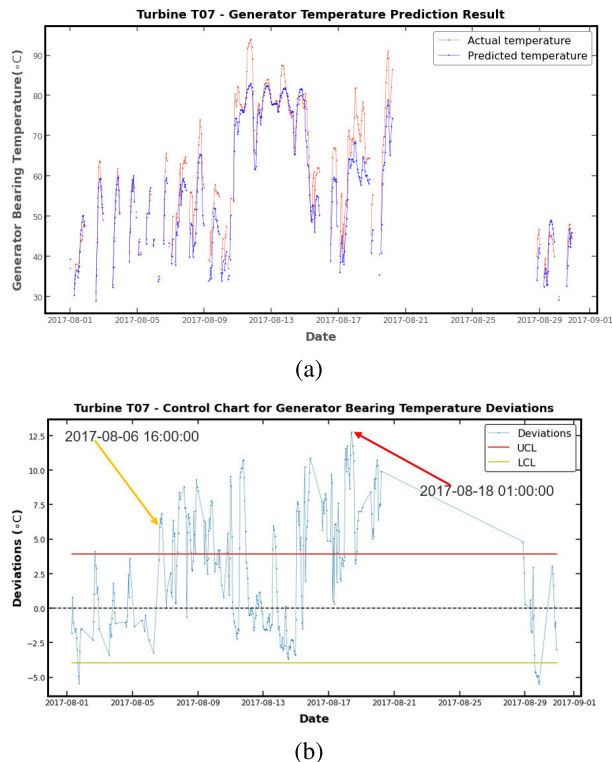 Turbine T07 - Generator Temperature Prediction Result
Actual temperature
Predicted temperature
Generator Bearing Temperature(∘C)
90
80
70
60
50
40
30
2017-08-01 2017-08-05 2017-08-09 2017-08-13 2017-08-17 2017-08-21 2017-08-25 2017-08-29 2017-09-01
Date
(a)
Turbine T07 - Control Chart for Generator Bearing Temperature Deviations
2017-08-06 16:00:00
Deviations
UCL
LCL
2017-08-18 01:00:00
Deviations (∘C)
12.5
10.0
7.5
5.0
2.5
0.0
−2.5
−5.0
2017-08-01 2017-08-05 2017-08-09 2017-08-13 2017-08-17 2017-08-21 2017-08-25 2017-08-29 2017-09-01
Date
(b)